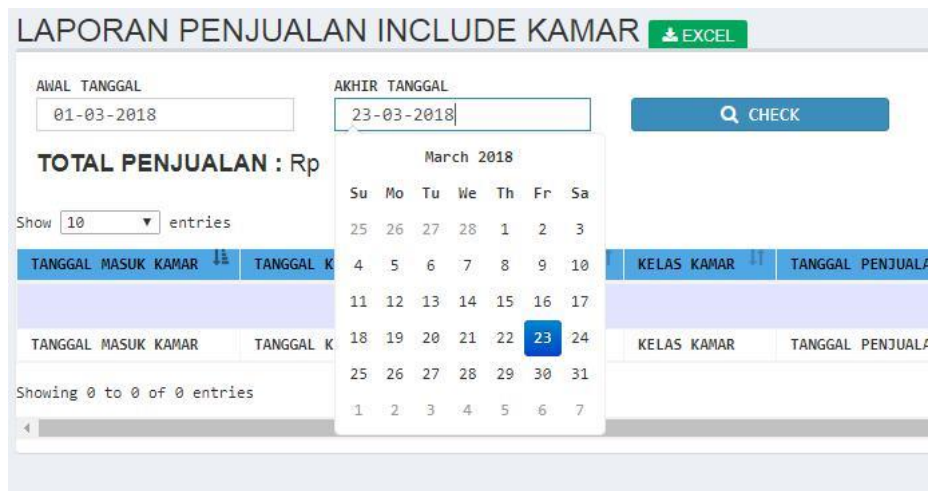 LAPORAN PENJUALAN INCLUDE KAMAR EXCEL
AWAL TANGGAL AKHIR TANGGAL
01-03-2018 23-03-2018 CHECK
TOTAL PENJUALAN : Rp
March 2018
Su Mo Tu We Th Fr Sa
25 26 27 28 1 2 3
4 5 6 7 8 9 10
11 12 13 14 15 16 17
18 19 20 21 22 23 24
25 26 27 28 29 30 31
1 2 3 4 5 6 7
Show 10 entries
TANGGAL MASUK KAMAR TANGGAL K KELAS KAMAR TANGGAL PENJUALA
TANGGAL MASUK KAMAR TANGGAL K KELAS KAMAR TANGGAL PENJUALA
Showing 0 to 0 of 0 entries